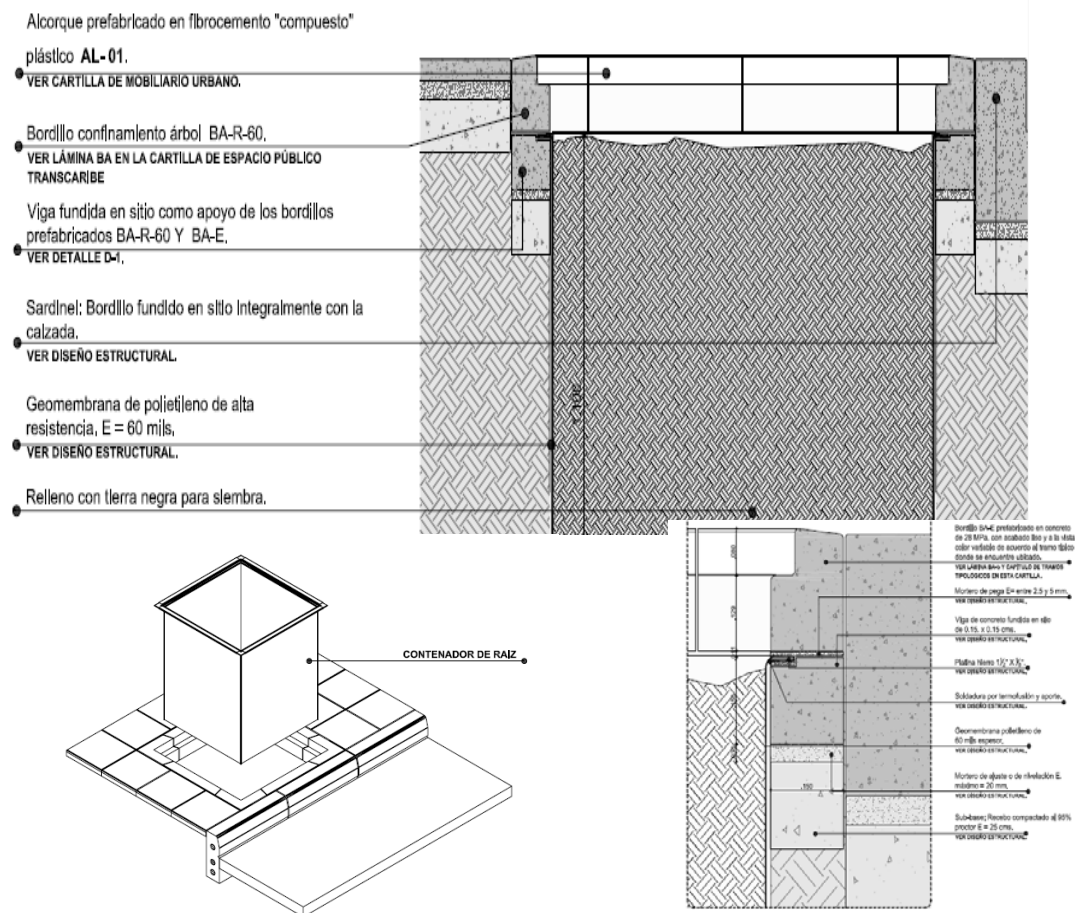 Alcorque prefabricado en fibrocemento "compuesto"
plástico AL-01.
VER CARTILLA DE MOBILIARIO URBANO.
Bordillo confinamiento árbol BA-R-60.
VER LÁMINA BA EN LA CARTILLA DE ESPACIO PÚBLICO
TRANSCARIBE
Viga fundida en sitio como apoyo de los bordillos
prefabricados BA-R-60 Y BA-E.
VER DETALLE D-1.
Sardinel: Bordillo fundido en sitio integralmente con la
calzada.
VER DISEÑO ESTRUCTURAL.
Geomembrana de polietileno de alta
resistencia, E = 60 mils.
VER DISEÑO ESTRUCTURAL.
Relleno con tierra negra para siembra.
1.100
CONTENADOR DE RAIZ
Bordillo BA-E prefabricado en concreto
de 28 MPa, con acabado liso y a la vista
color variable de acuerdo al tramo típico
donde se encuentre ubicado.
VER LÁMINA BA-b Y CAPÍTULO DE TRAMOS
TIPOLOGICOS EN ESTA CARTILLA.
Mortero de pega E= entre 2.5 y 5 mm.
VER DISEÑO ESTRUCTURAL.
Viga de concreto fundida en sitio
de 0.15. x 0.15 cms.
VER DISEÑO ESTRUCTURAL.
Platina hierro
VER DISEÑO ESTRUCTURAL.
Soldadura por termofusión y aporte.
VER DISEÑO ESTRUCTURAL.
Geomembrana polietileno de
60 mils espesor.
VER DISEÑO ESTRUCTURAL.
Mortero de ajuste o de nivelación E.
máximo = 20 mm.
VER DISEÑO ESTRUCTURAL.
Sub-base; Recebo compactado al 95%
proctor E = 25 cms.
VER DISEÑO ESTRUCTURAL.
.080
.129
.150